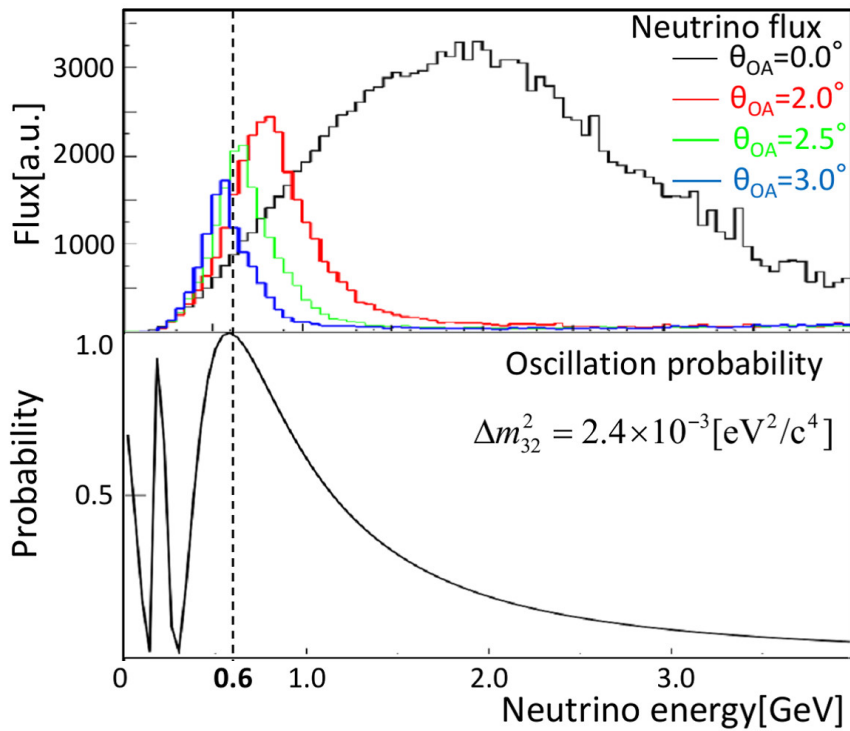 Neutrino flux
θOA=0.0°
θOA=2.0°
θOA=2.5°
θOA=3.0°
Flux[a.u.]
3000
2000
1000
Oscillation probability
Δm²₃₂ = 2.4×10⁻³[eV²/c⁴]
Probability
1.0
0.5
0 0.6 1.0 2.0 3.0
Neutrino energy[GeV]